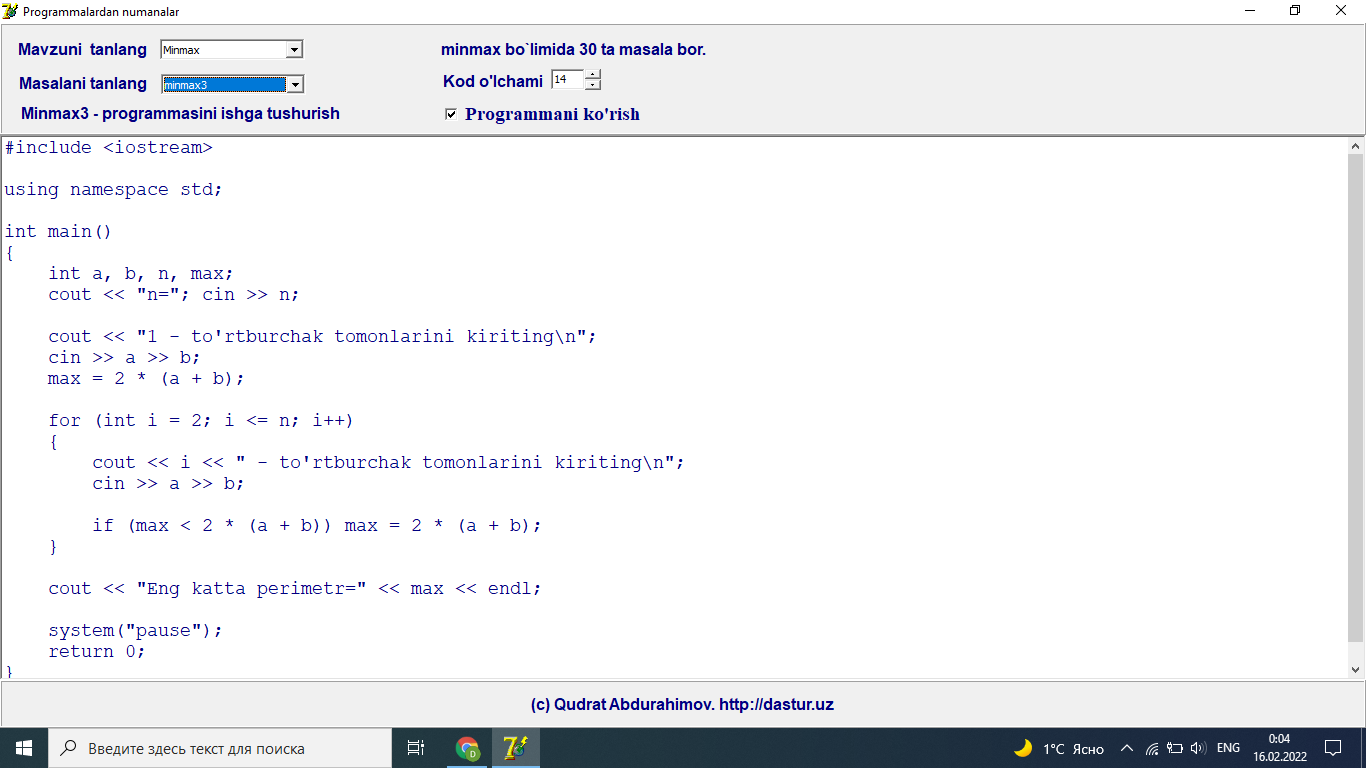 Programmalardan numanalar
Mavzuni tanlang Minmax minmax bo`limida 30 ta masala bor.
Masalani tanlang minmax3 Kod o'lchami 14
Minmax3 - programmasini ishga tushurish Programmani ko'rish
#include <iostream>
using namespace std;
int main()
{
    int a, b, n, max;
    cout << "n="; cin >> n;
    cout << "1 - to'rtburchak tomonlarini kiriting\n";
    cin >> a >> b;
    max = 2 * (a + b);
    for (int i = 2; i <= n; i++)
    {
        cout << i << " - to'rtburchak tomonlarini kiriting\n";
        cin >> a >> b;
        if (max < 2 * (a + b)) max = 2 * (a + b);
    }
    cout << "Eng katta perimetr=" << max << endl;
    system("pause");
    return 0;
}
(c) Qudrat Abdurahimov. http://dastur.uz
Введите здесь текст для поиска D 7 1°C Ясно ENG 0:04
16.02.2022